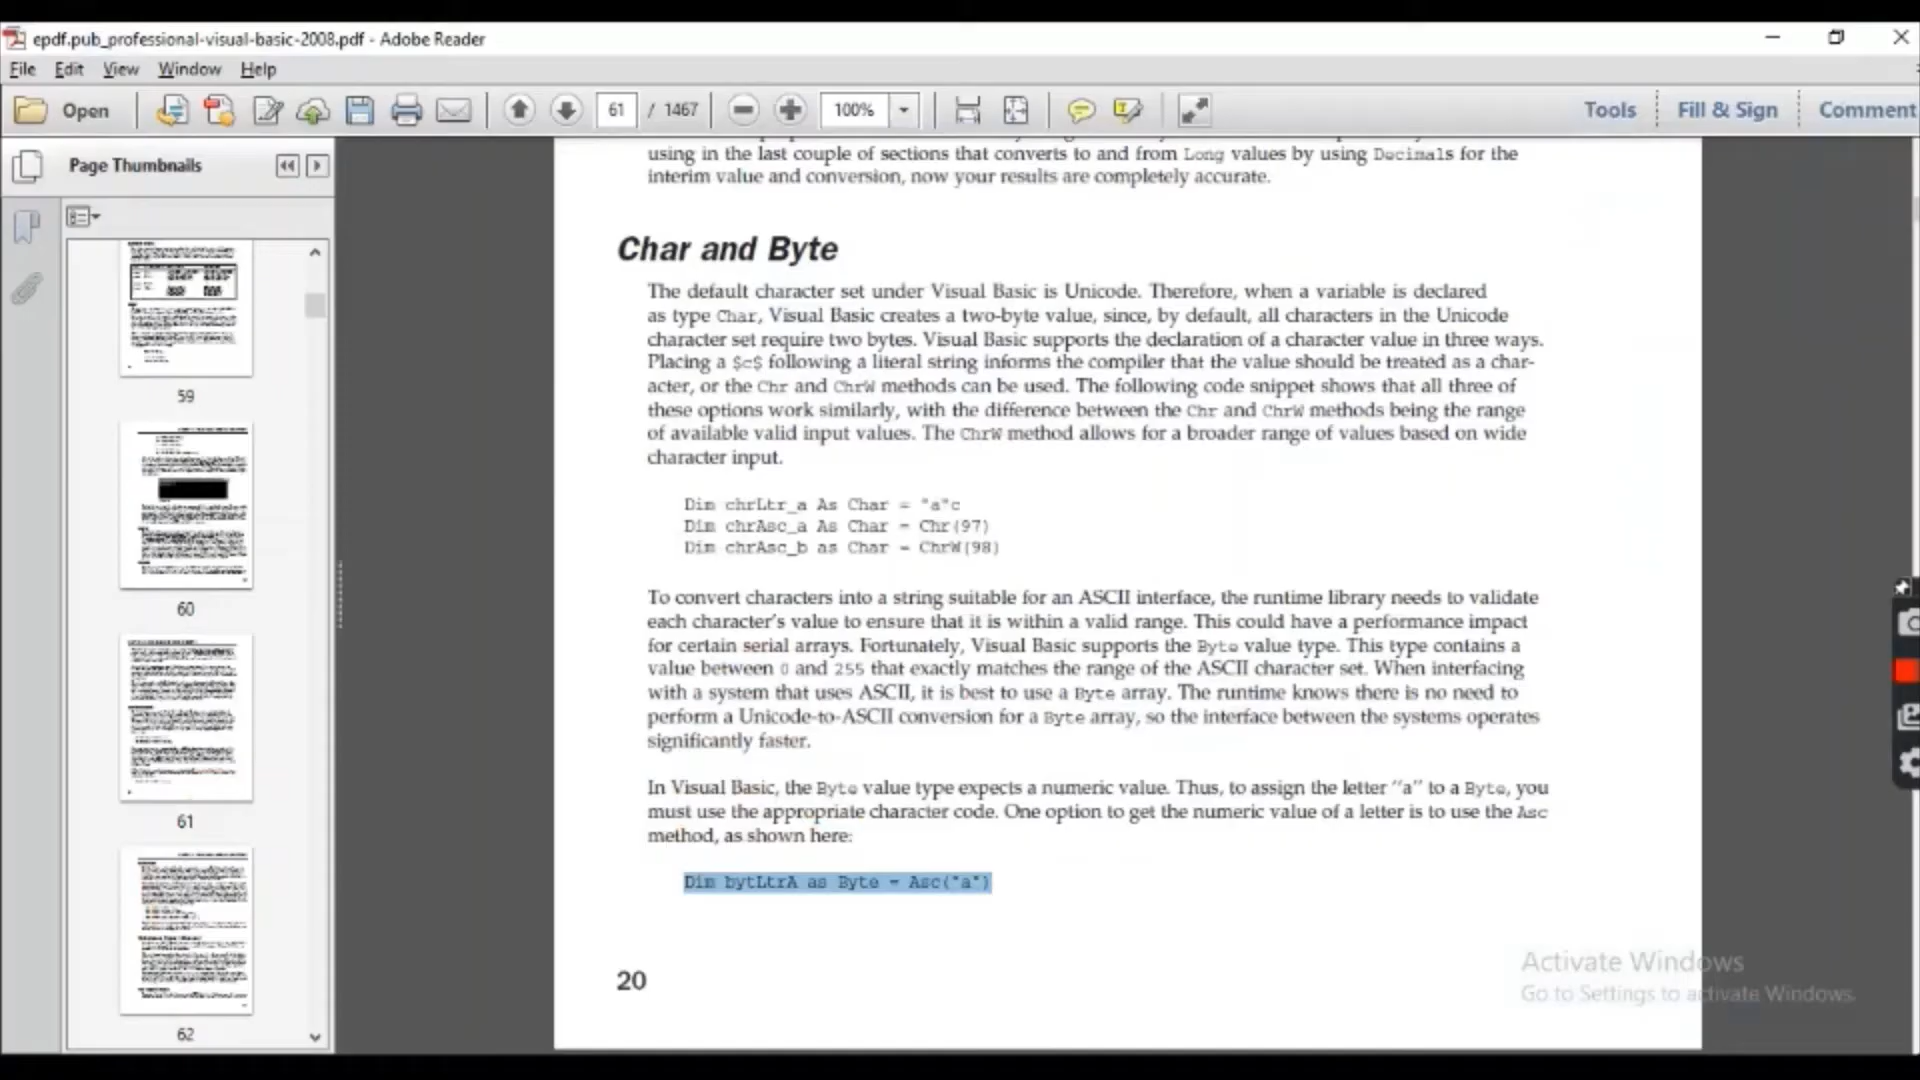 epdf.pub_professional-visual-basic-2008.pdf - Adobe Reader
File Edit View Window Help
Open 61 / 1467 100% Tools Fill & Sign Comment
Page Thumbnails
59
60
61
62
using in the last couple of sections that converts to and from Long values by using Decimals for the
interim value and conversion, now your results are completely accurate.
Char and Byte
The default character set under Visual Basic is Unicode. Therefore, when a variable is declared
as type Char, Visual Basic creates a two-byte value, since, by default, all characters in the Unicode
character set require two bytes. Visual Basic supports the declaration of a character value in three ways.
Placing a $c$ following a literal string informs the compiler that the value should be treated as a char-
acter, or the Chr and ChrW methods can be used. The following code snippet shows that all three of
these options work similarly, with the difference between the Chr and ChrW methods being the range
of available valid input values. The ChrW method allows for a broader range of values based on wide
character input.
Dim chrLtr_a As Char = "a"c
Dim chrAsc_a As Char = Chr(97)
Dim chrAsc_b as Char = ChrW(98)
To convert characters into a string suitable for an ASCII interface, the runtime library needs to validate
each character's value to ensure that it is within a valid range. This could have a performance impact
for certain serial arrays. Fortunately, Visual Basic supports the Byte value type. This type contains a
value between 0 and 255 that exactly matches the range of the ASCII character set. When interfacing
with a system that uses ASCII, it is best to use a Byte array. The runtime knows there is no need to
perform a Unicode-to-ASCII conversion for a Byte array, so the interface between the systems operates
significantly faster.
In Visual Basic, the Byte value type expects a numeric value. Thus, to assign the letter "a" to a Byte, you
must use the appropriate character code. One option to get the numeric value of a letter is to use the Asc
method, as shown here:
Dim bytLtrA as Byte = Asc("a")
20
Activate Windows
Go to Settings to activate Windows.